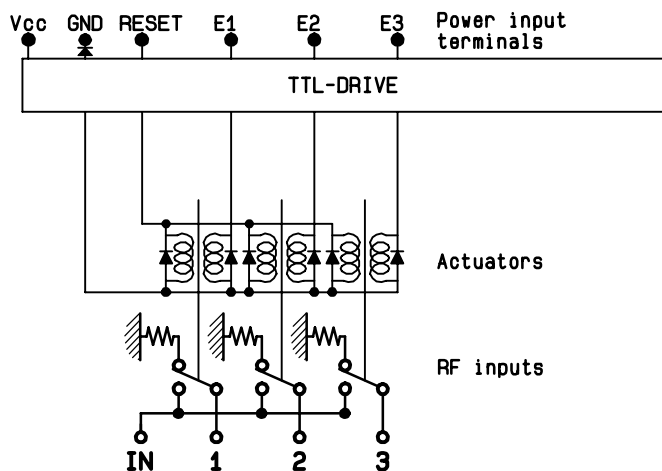 Vcc GND RESET E1 E2 E3 Power input
terminals
TTL-DRIVE
Actuators
RF inputs
IN 1 2 3